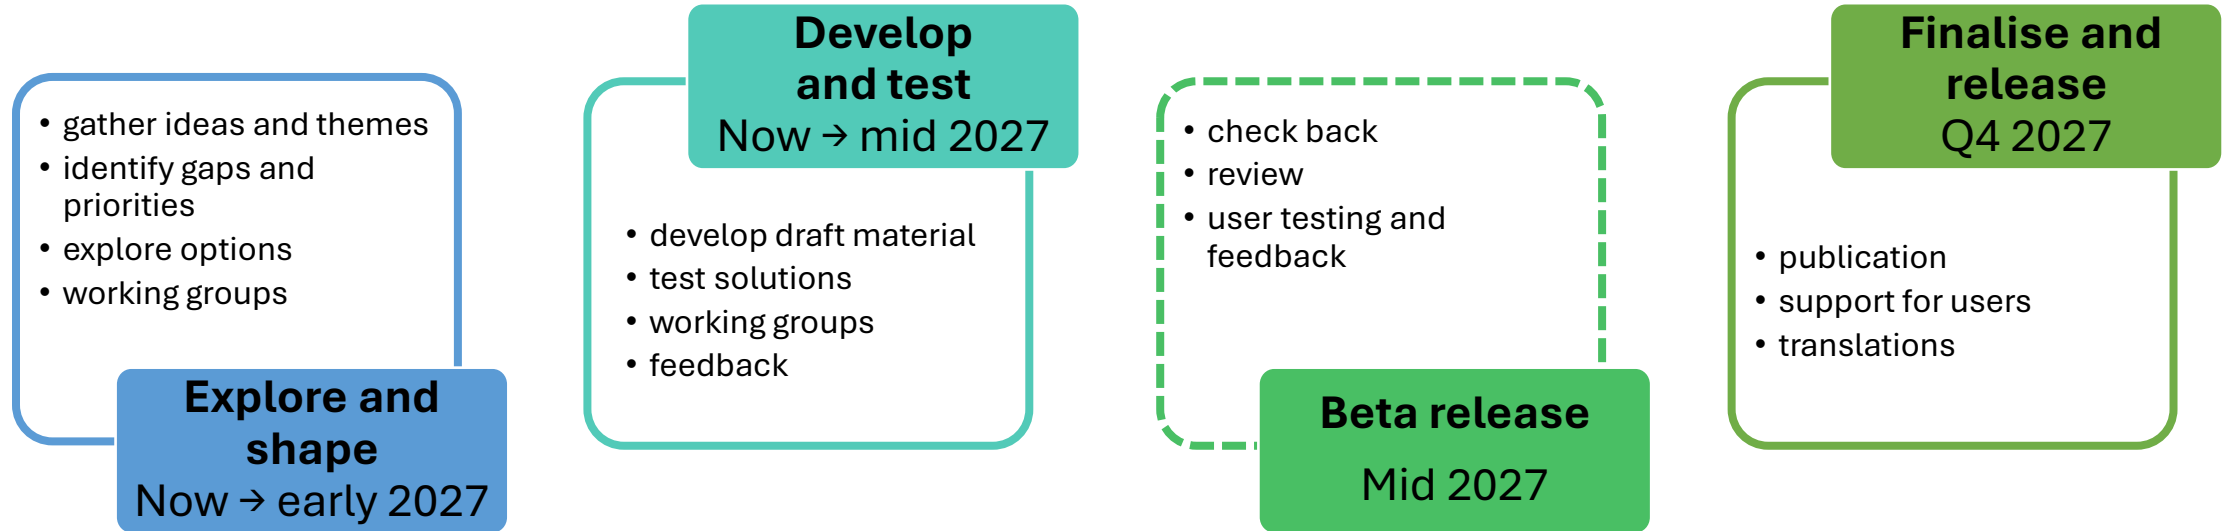 • gather ideas and themes
• identify gaps and
priorities
• explore options
• working groups
Explore and
shape
Now → early 2027
Develop
and test
Now → mid 2027
• develop draft material
• test solutions
• working groups
• feedback
• check back
• review
• user testing and
feedback
Beta release
Mid 2027
Finalise and
release
Q4 2027
• publication
• support for users
• translations